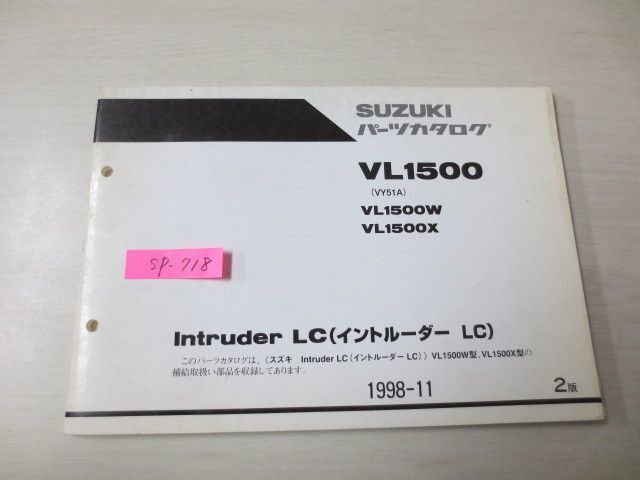 SUZUKI
パーツカタログ
VL1500
(VY51A)
VL1500W
VL1500X
SP-718
Intruder LC(イントルーダー LC)
このパーツカタログは、《スズキ Intruder LC(イントルーダー LC)》VL1500W型、VL1500X型の
補給取扱い部品を収録してあります。
1998-11
2版